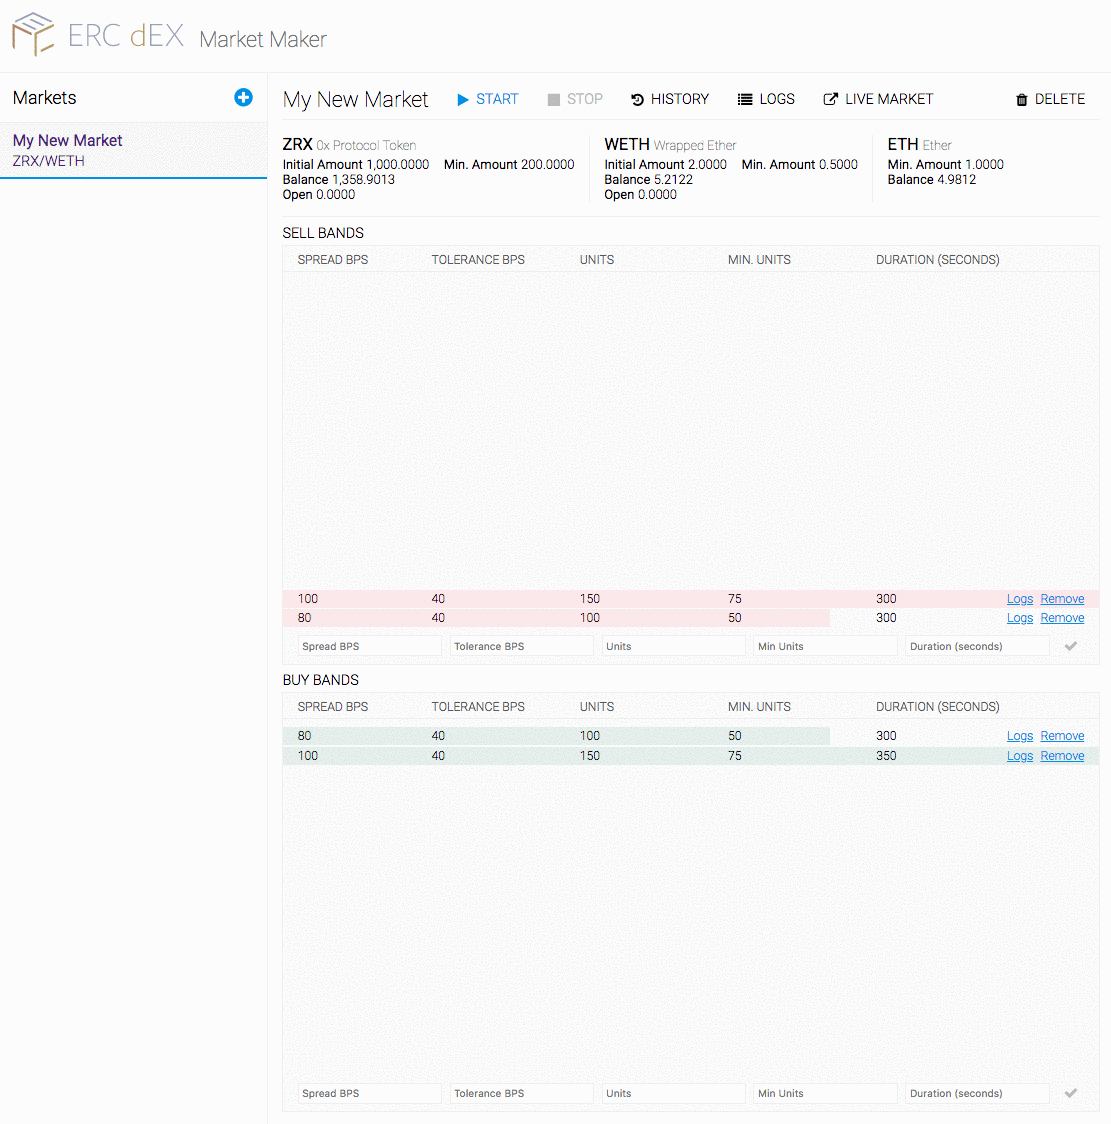 ERC dEX Market Maker
Markets
My New Market
ZRX/WETH
My New Market START STOP HISTORY LOGS LIVE MARKET DELETE
ZRX 0x Protocol Token
Initial Amount 1,000.0000 Min. Amount 200.0000
Balance 1,358.9013
Open 0.0000
WETH Wrapped Ether
Initial Amount 2.0000 Min. Amount 0.5000
Balance 5.2122
Open 0.0000
ETH Ether
Min. Amount 1.0000
Balance 4.9812
SELL BANDS
SPREAD BPS TOLERANCE BPS UNITS MIN. UNITS DURATION (SECONDS)
100 40 150 75 300 Logs Remove
80 40 100 50 300 Logs Remove
Spread BPS Tolerance BPS Units Min Units Duration (seconds)
BUY BANDS
SPREAD BPS TOLERANCE BPS UNITS MIN. UNITS DURATION (SECONDS)
80 40 100 50 300 Logs Remove
100 40 150 75 350 Logs Remove
Spread BPS Tolerance BPS Units Min Units Duration (seconds)